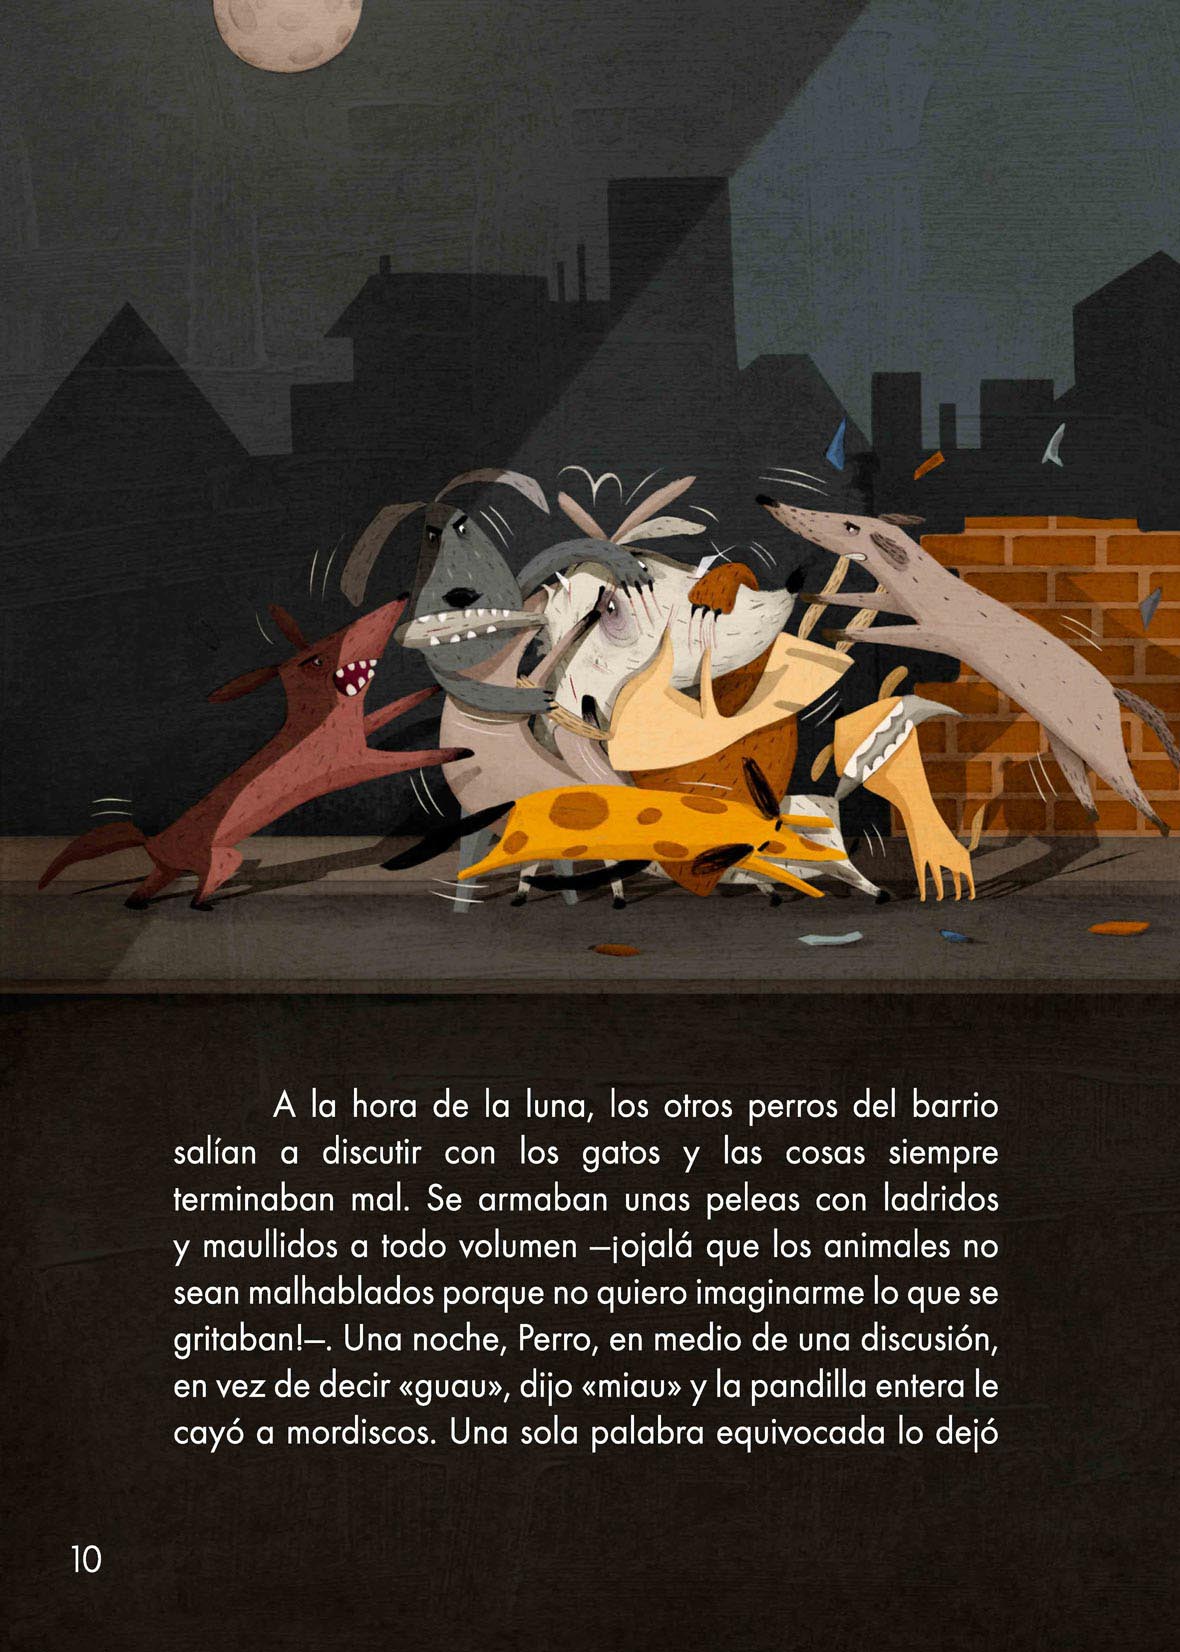 A la hora de la luna, los otros perros del barrio
salían a discutir con los gatos y las cosas siempre
terminaban mal. Se armaban unas peleas con ladridos
y maullidos a todo volumen —¡ojalá que los animales no
sean malhablados porque no quiero imaginarme lo que se
gritaban!—. Una noche, Perro, en medio de una discusión,
en vez de decir «guau», dijo «miau» y la pandilla entera le
cayó a mordiscos. Una sola palabra equivocada lo dejó
10